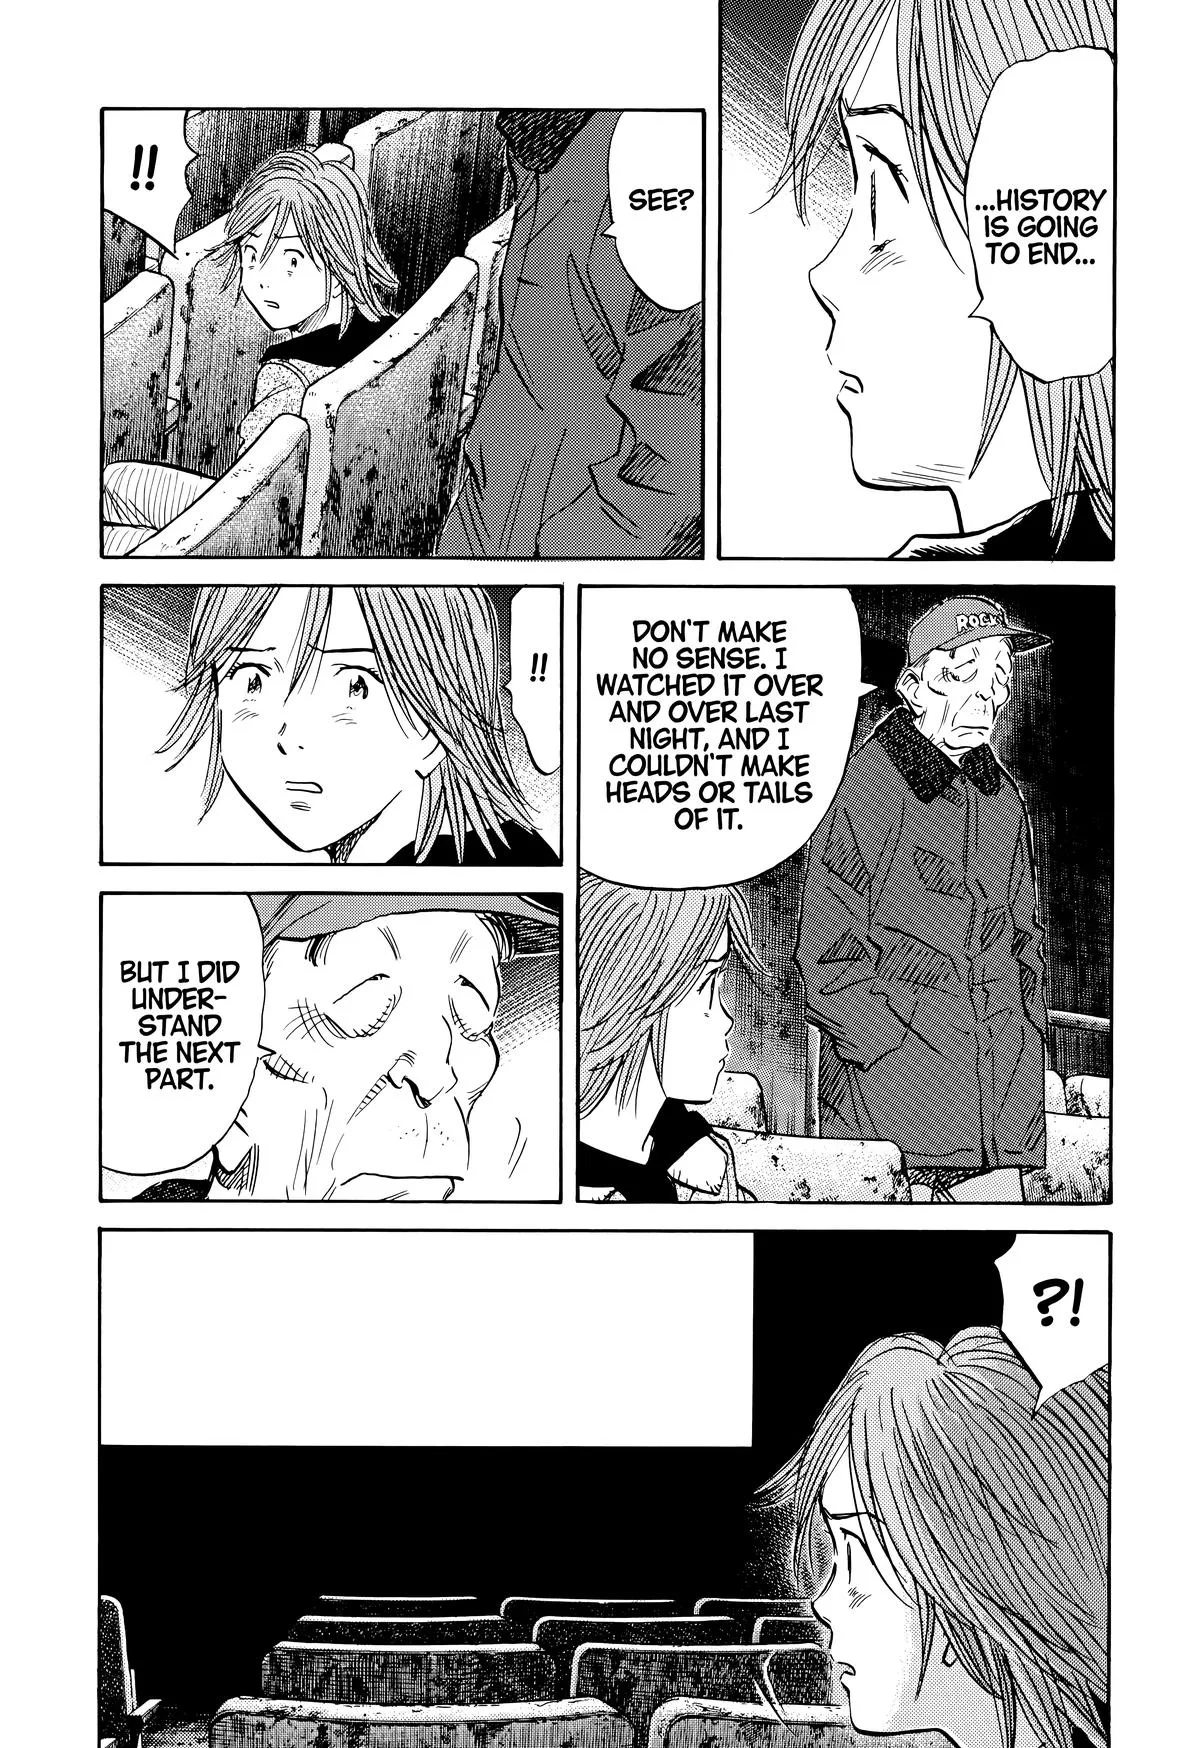 ...HISTORY
IS GOING
TO END...
SEE?
!!
DON'T MAKE
NO SENSE. I
WATCHED IT OVER
AND OVER LAST
NIGHT, AND I
COULDN'T MAKE
HEADS OR TAILS
OF IT.
ROCK
!!
BUT I DID
UNDER-
STAND
THE NEXT
PART.
?!